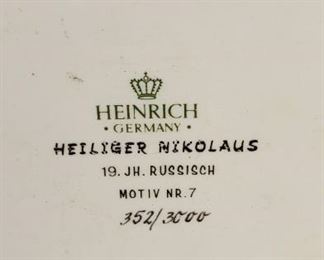 HEINRICH
• GERMANY •
HEILIGER NIKOLAUS
19. JH. RUSSISCH
MOTIV NR. 7
352/3000